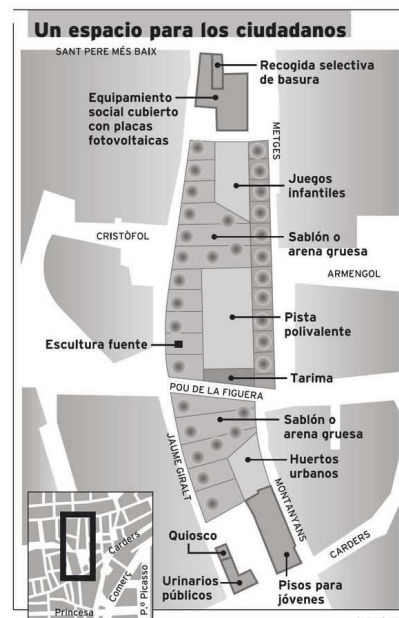 Un espacio para los ciudadanos
SANT PERE MÉS BAIX
Recogida selectiva
de basura
Equipamiento
social cubierto
con placas
fotovoltaicas
METGES
Juegos
infantiles
CRISTÒFOL
Sablón o
arena gruesa
ARMENGOL
Pista
polivalente
Escultura fuente
Tarima
POU DE LA FIGUERA
Sablón o
arena gruesa
JAUME GIRALT
Huertos
urbanos
MONTANYANS
CARDERS
Quiosco
Urinarios
públicos
Pisos para
jóvenes
Carders
Comerç
P.º Picasso
Princesa